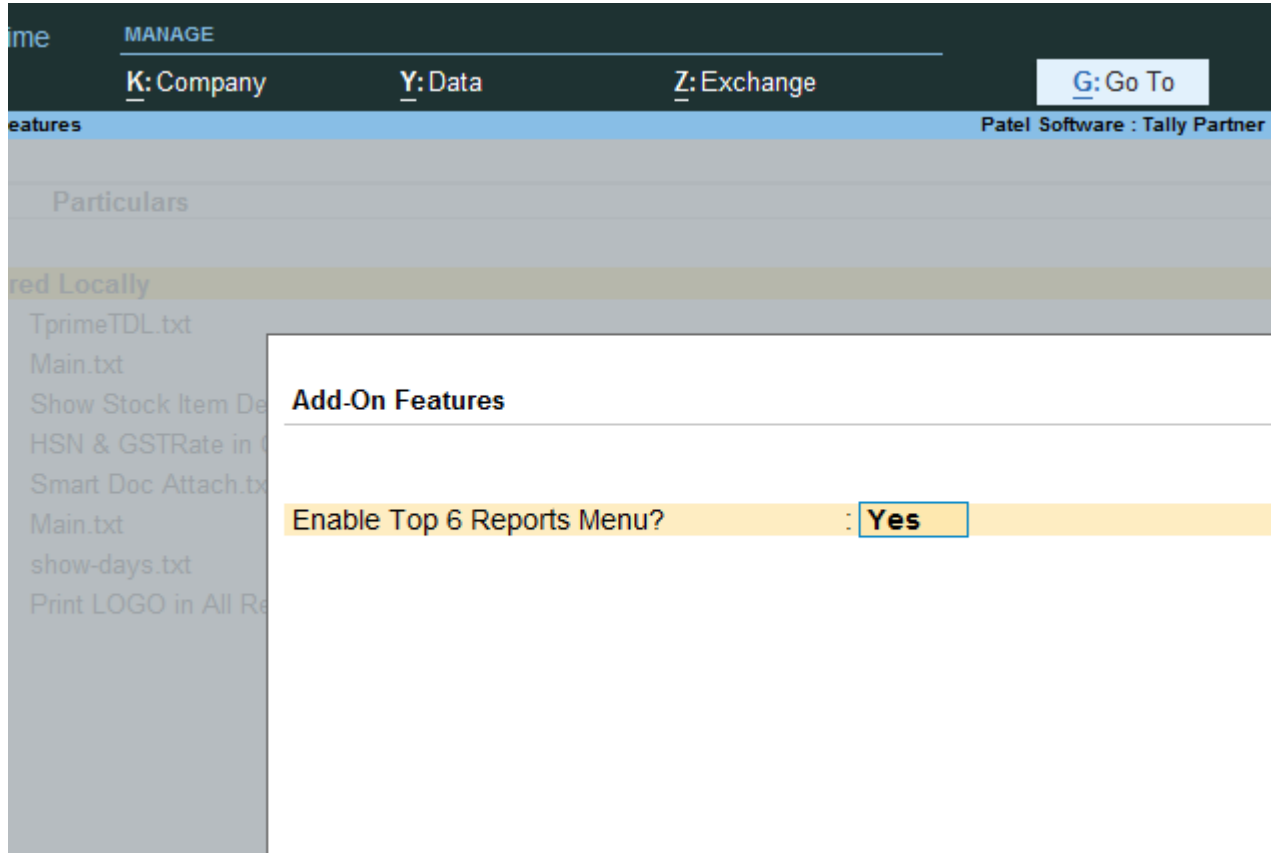 ime MANAGE
K: Company Y: Data Z: Exchange G: Go To
eatures Patel Software : Tally Partner
Particulars
red Locally
TprimeTDL.txt
Main.txt
Show Stock Item De
Add-On Features
HSN & GSTRate in
Smart Doc Attach.tx
Main.txt
Enable Top 6 Reports Menu? : Yes
show-days.txt
Print LOGO in All Re